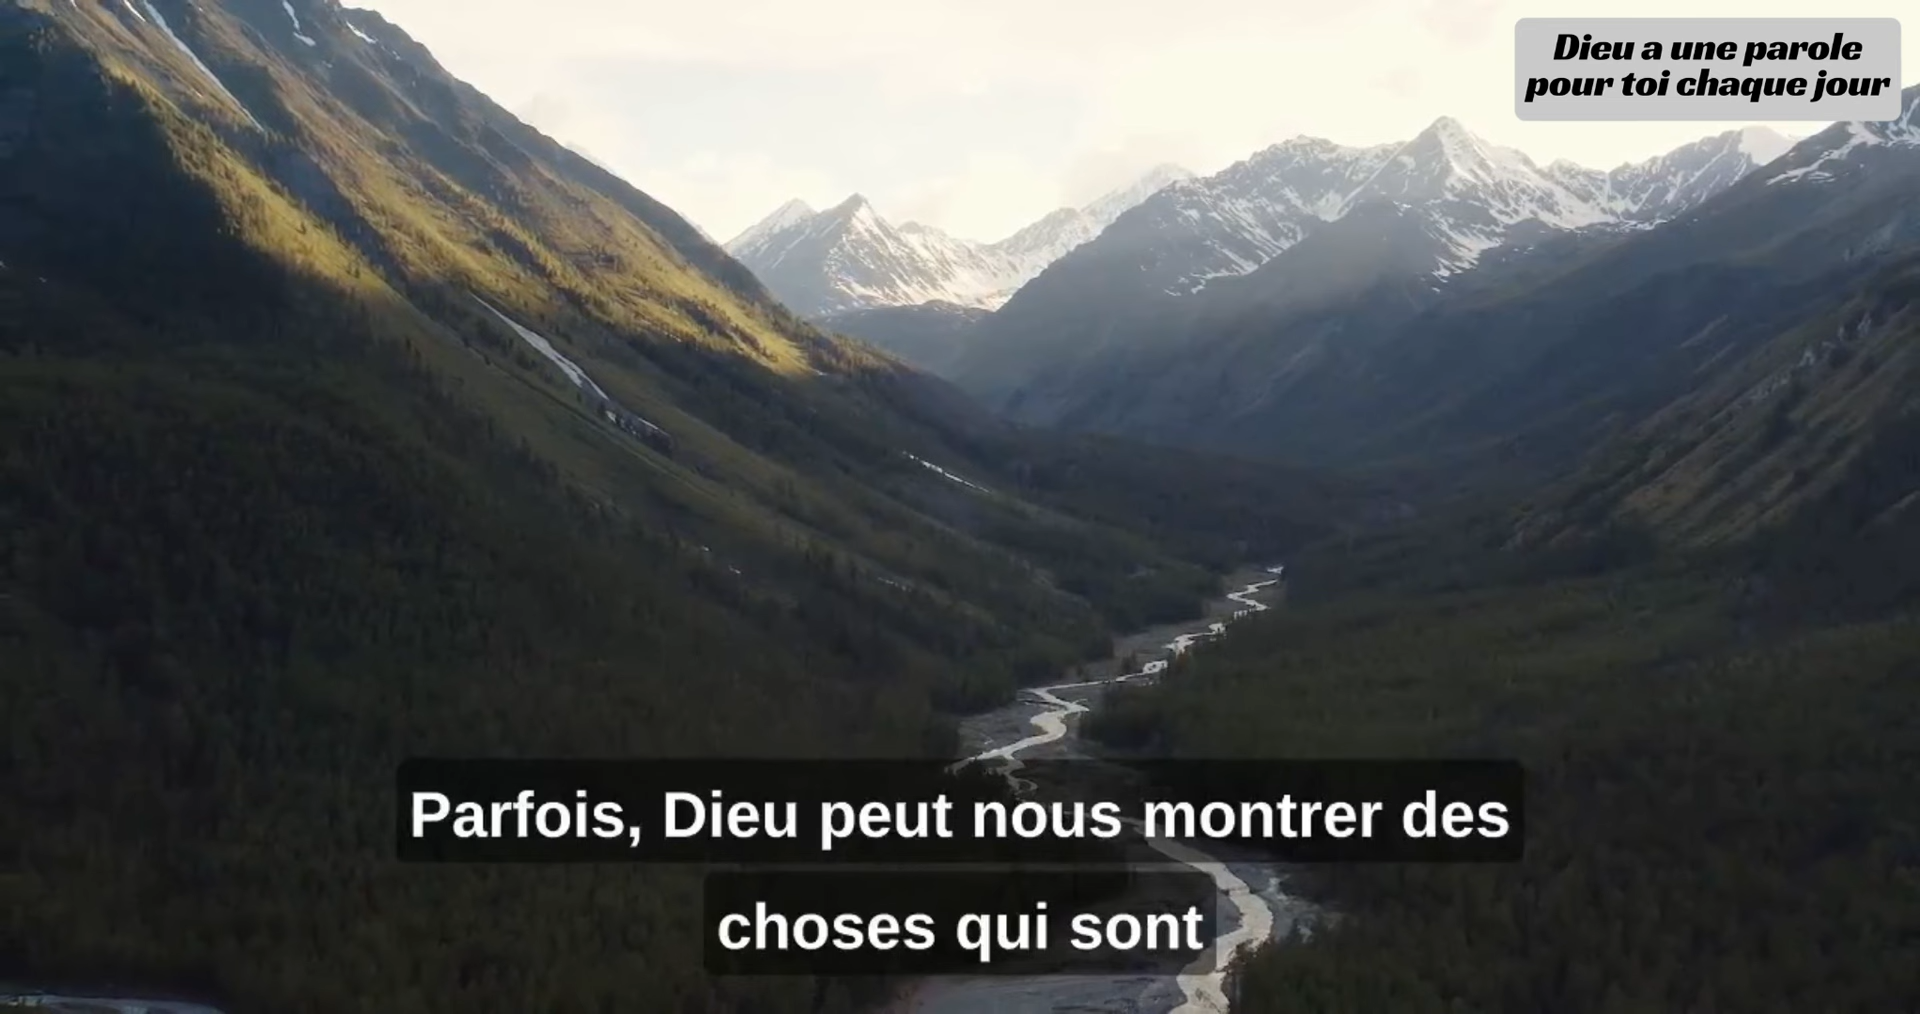 Dieu a une parole
pour toi chaque jour
Parfois, Dieu peut nous montrer des
choses qui sont